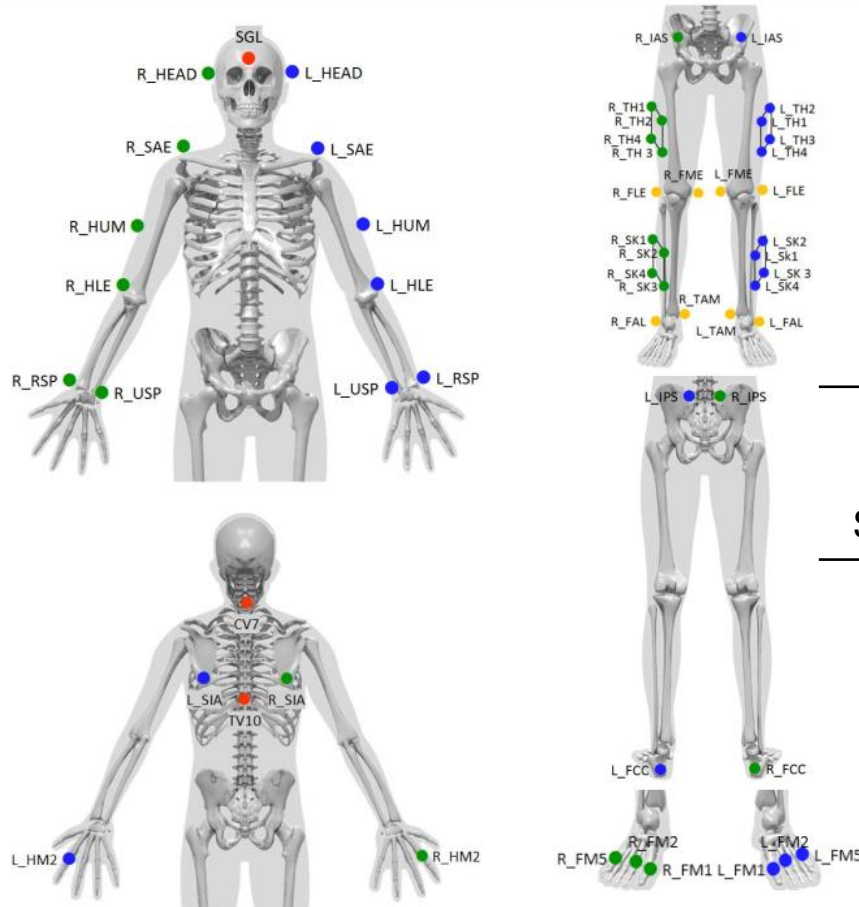 SGL
R_HEAD
L_HEAD
R_SAE
L_SAE
R_HUM
L_HUM
R_HLE
L_HLE
R_RSP
R_USP
L_USP
L_RSP
R_IAS
L_IAS
R_TH1
R_TH2
R_TH4
R_TH 3
L_TH2
L_TH1
L_TH3
L_TH4
R_FME
L_FME
R_FLE
L_FLE
R_SK1
R_SK2
R_SK4
R_ SK3
L_SK2
L_Sk1
L_SK 3
L_SK4
R_TAM
R_FAL
L_TAM
L_FAL
L_IPS
R_IPS
S
CV7
L_SIA
R_SIA
TV10
L_HM2
R_HM2
L_FCC
R_FCC
R_FM5
R_FM2
R_FM1
L_FM2
L_FM1
L_FM5